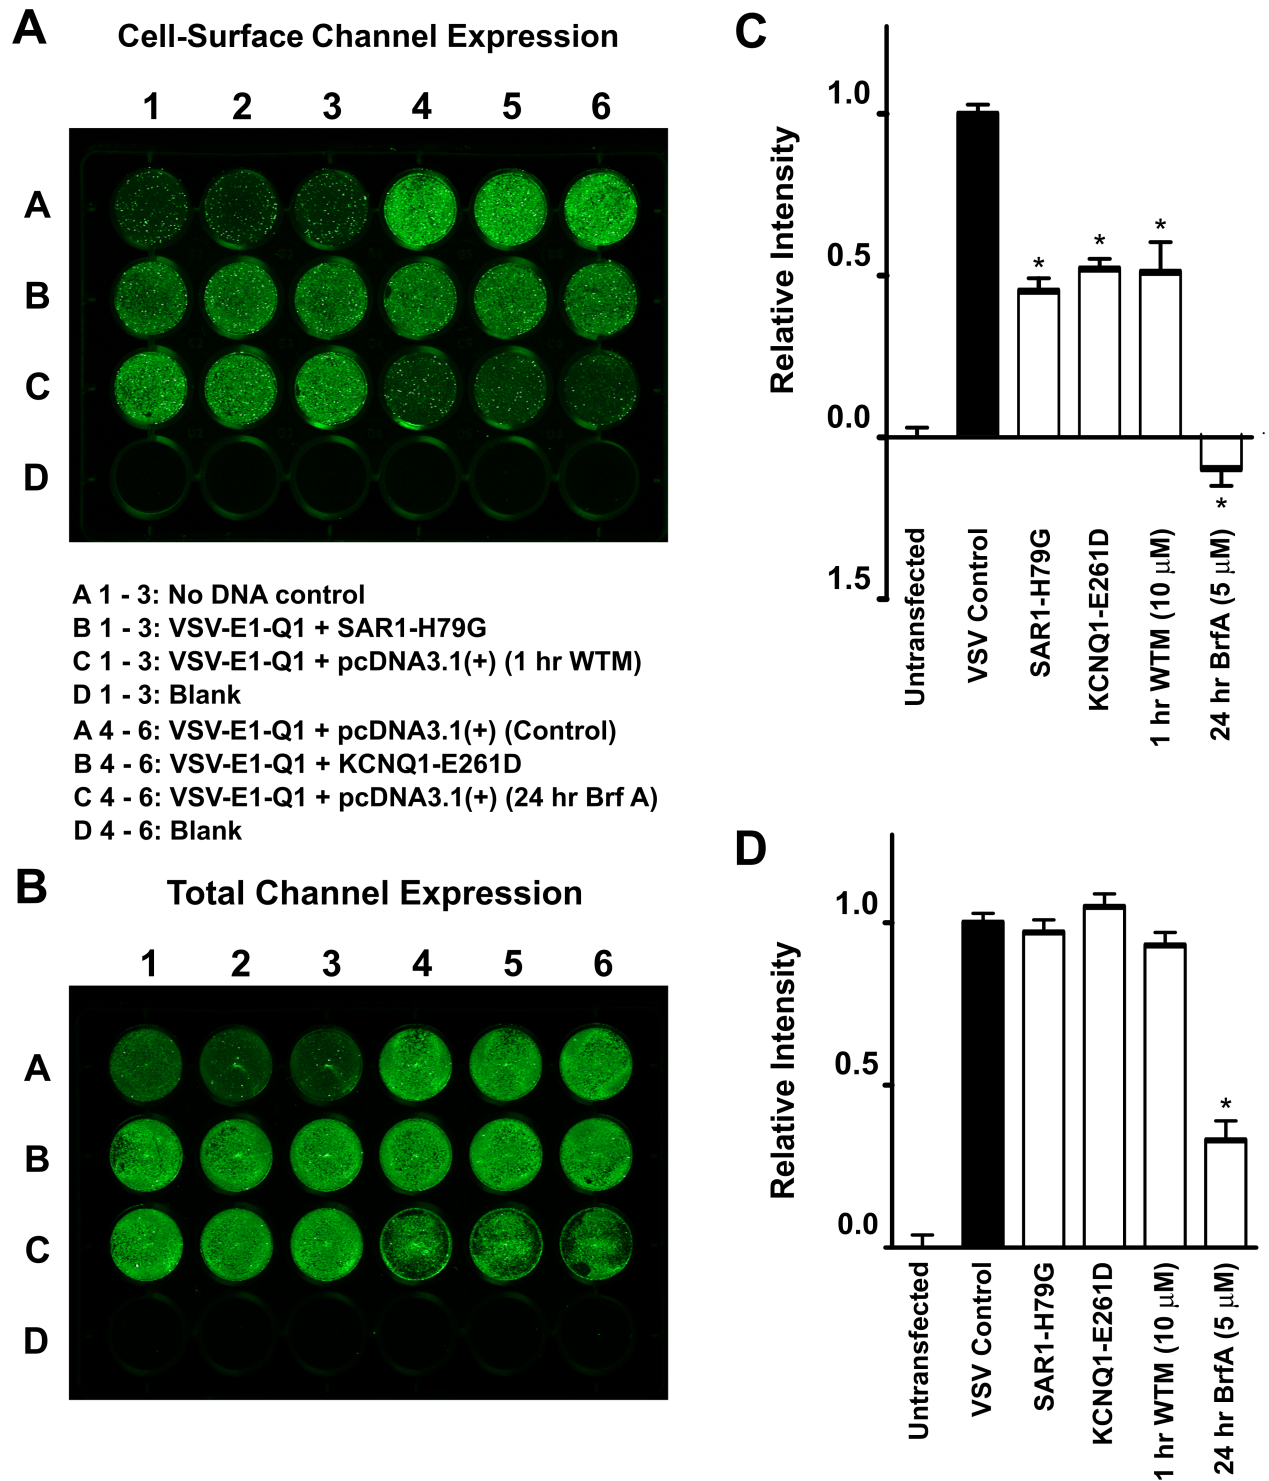 A
Cell-Surface Channel Expression
1 2 3 4 5 6
A
B
C
D
A 1 - 3: No DNA control
B 1 - 3: VSV-E1-Q1 + SAR1-H79G
C 1 - 3: VSV-E1-Q1 + pcDNA3.1(+) (1 hr WTM)
D 1 - 3: Blank
A 4 - 6: VSV-E1-Q1 + pcDNA3.1(+) (Control)
B 4 - 6: VSV-E1-Q1 + KCNQ1-E261D
C 4 - 6: VSV-E1-Q1 + pcDNA3.1(+) (24 hr Brf A)
D 4 - 6: Blank
B
Total Channel Expression
1 2 3 4 5 6
A
B
C
D
C
Relative Intensity
1.0
0.5
0.0
1.5
* * * *
Untransfected
VSV Control
SAR1-H79G
KCNQ1-E261D
1 hr WTM (10 µM)
24 hr BrfA (5 µM)
D
Relative Intensity
1.0
0.5
0.0
*
Untransfected
VSV Control
SAR1-H79G
KCNQ1-E261D
1 hr WTM (10 µM)
24 hr BrfA (5 µM)